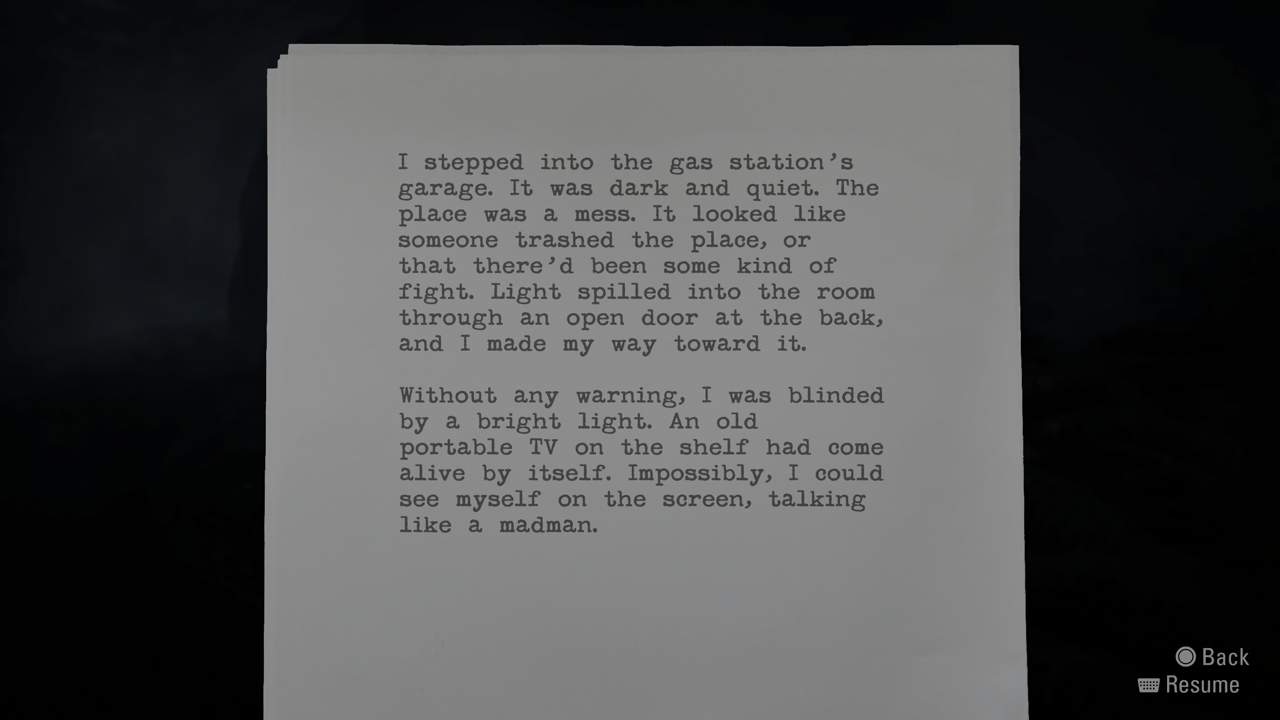 I stepped into the gas station’s
garage. It was dark and quiet. The
place was a mess. It looked like
someone trashed the place, or
that there’d been some kind of
fight. Light spilled into the room
through an open door at the back,
and I made my way toward it.
Without any warning, I was blinded
by a bright light. An old
portable TV on the shelf had come
alive by itself. Impossibly, I could
see myself on the screen, talking
like a madman.
Back
Resume